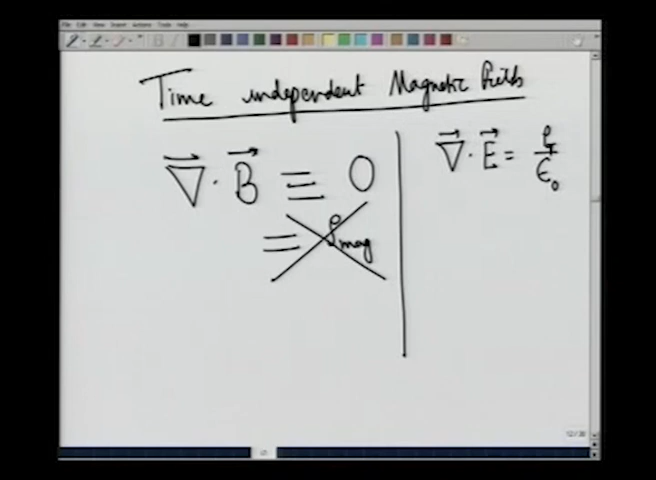 Time independent Magnetic Fields
∇⃗ · B⃗ ≡ 0
= ρmag
∇⃗ · E⃗ = ρ/ε₀
12/30